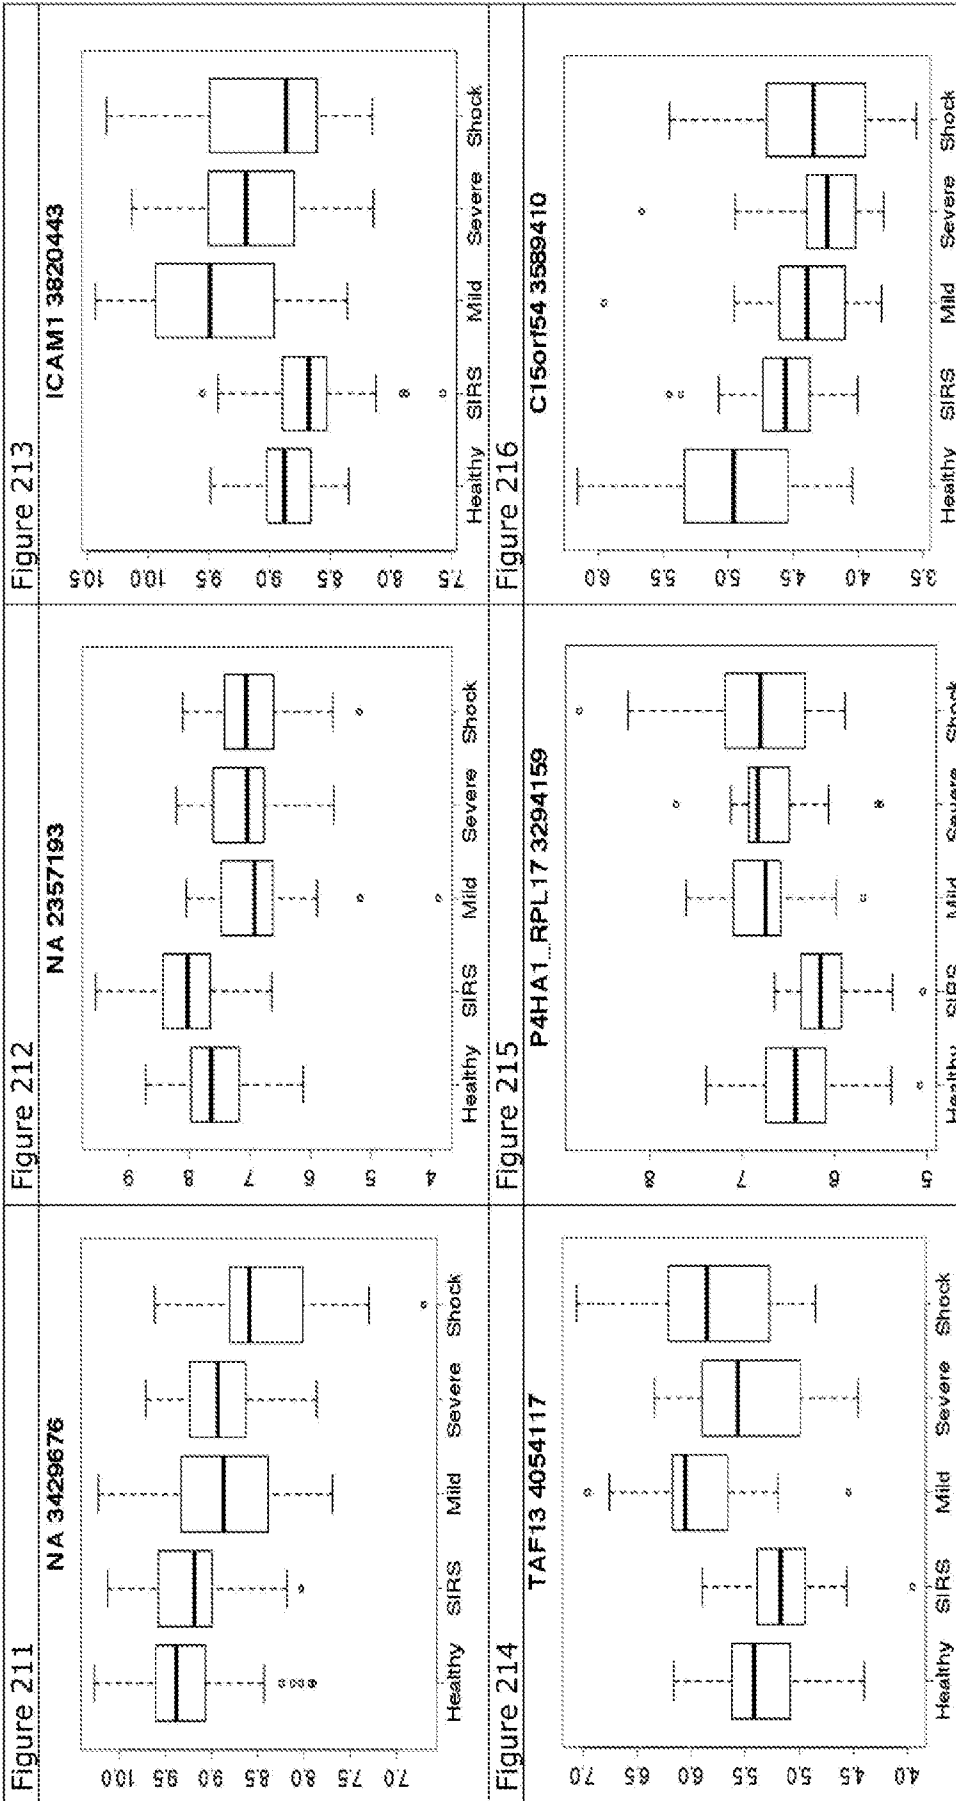 Figure 211
NA 3429676
10.0
9.5
9.0
8.5
8.0
7.5
7.0
Healthy SIRS Mild Severe Shock
Figure 212
NA 2357193
9
8
7
6
5
4
Healthy SIRS Mild Severe Shock
Figure 213
ICAM1 3820443
10.5
10.0
9.5
9.0
8.5
8.0
7.5
Healthy SIRS Mild Severe Shock
Figure 214
TAF13 4054117
7.0
6.5
6.0
5.5
5.0
4.5
4.0
Healthy SIRS Mild Severe Shock
Figure 215
P4HA1_RPL17 3294159
8
7
6
5
Healthy SIRS Mild Severe Shock
Figure 216
C15orf54 3589410
6.0
5.5
5.0
4.5
4.0
3.5
Healthy SIRS Mild Severe Shock